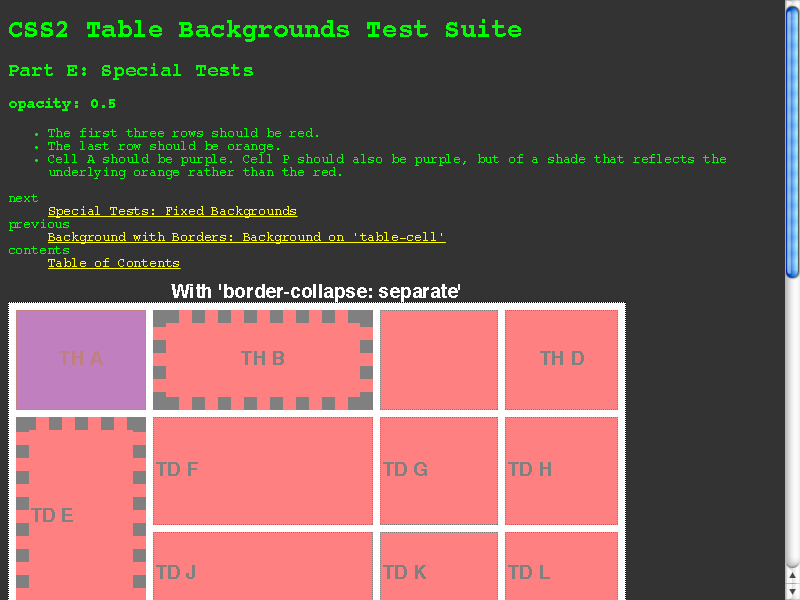 CSS2 Table Backgrounds Test Suite
Part E: Special Tests
opacity: 0.5
• The first three rows should be red.
• The last row should be orange.
• Cell A should be purple. Cell P should also be purple, but of a shade that reflects the
underlying orange rather than the red.
next
Special Tests: Fixed Backgrounds
previous
Background with Borders: Background on 'table-cell'
contents
Table of Contents
With 'border-collapse: separate'
TH A TH B TH D
TD F TD G TD H
TD E
TD J TD K TD L